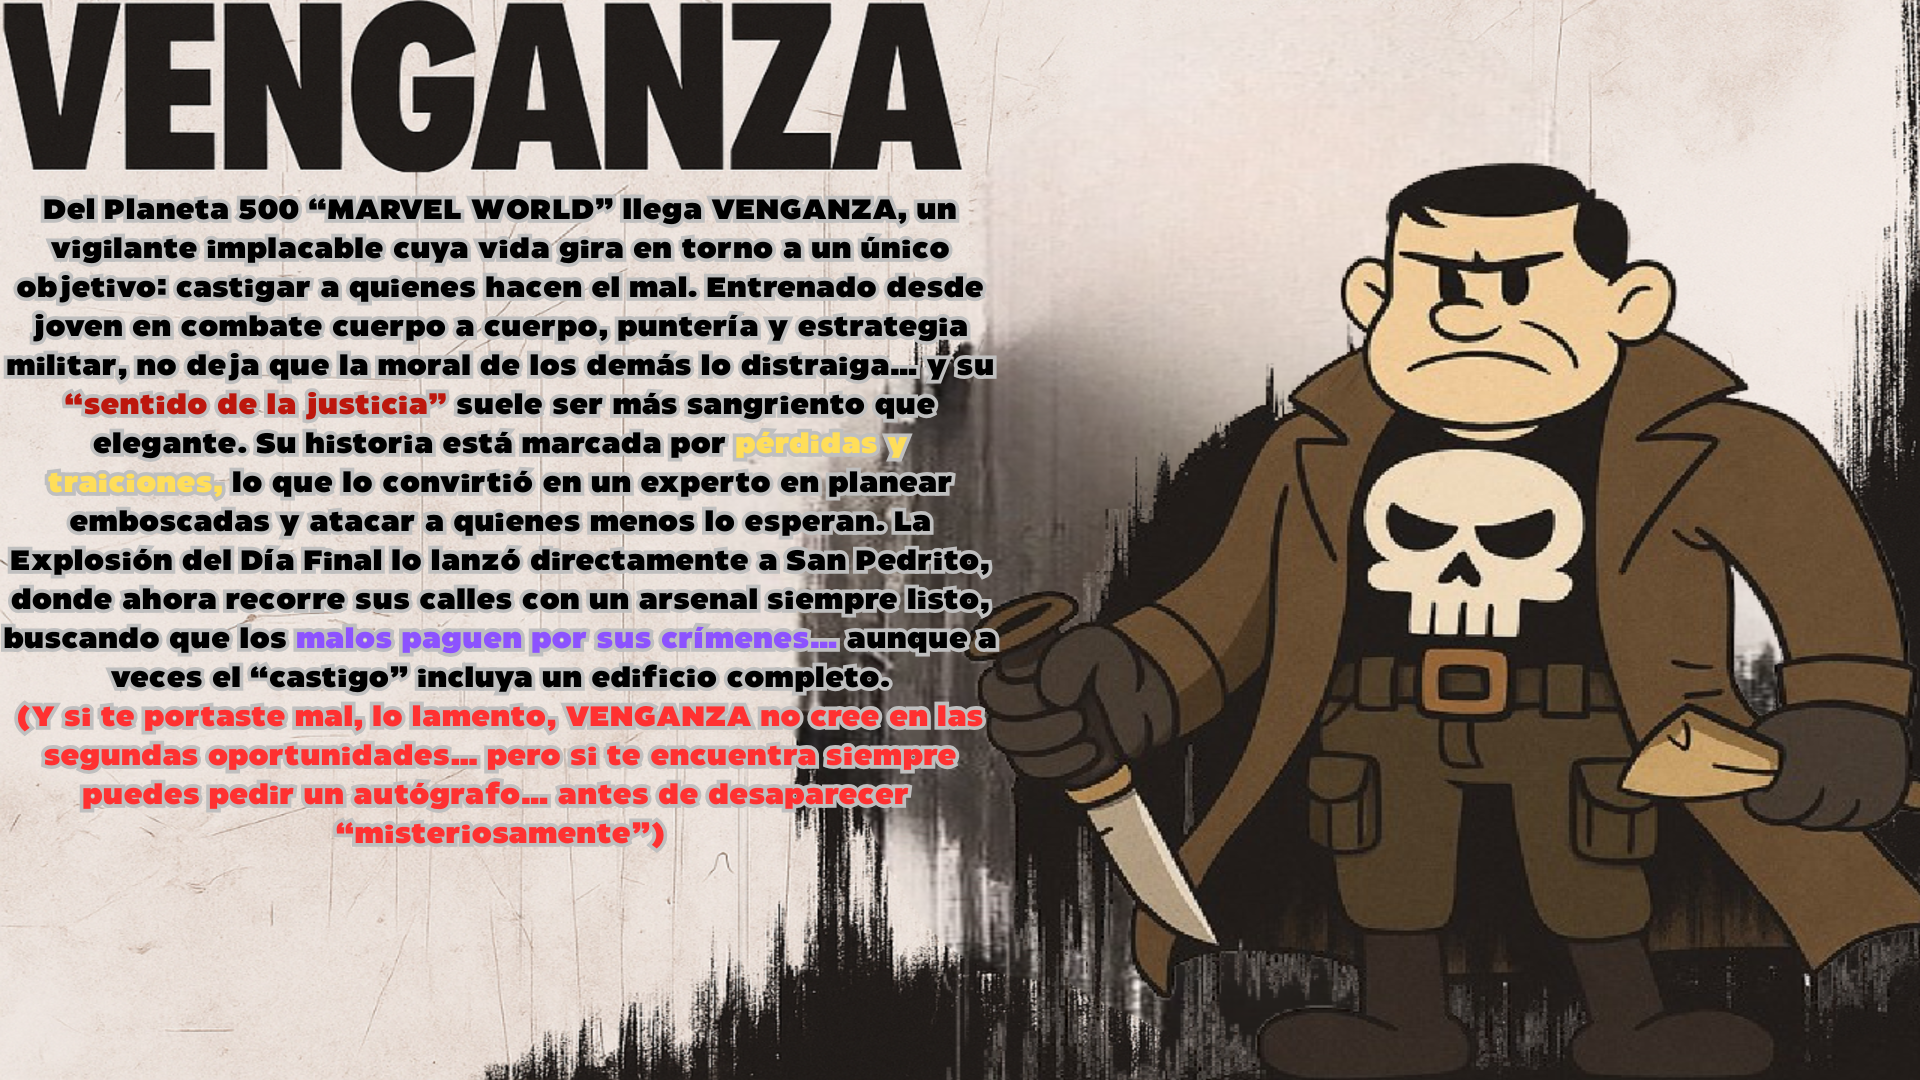 VENGANZA
Del Planeta 500 “MARVEL WORLD” llega VENGANZA, un
vigilante implacable cuya vida gira en torno a un único
objetivo: castigar a quienes hacen el mal. Entrenado desde
joven en combate cuerpo a cuerpo, puntería y estrategia
militar, no deja que la moral de los demás lo distraiga... y su
“sentido de la justicia” suele ser más sangriento que
elegante. Su historia está marcada por pérdidas y
traiciones, lo que lo convirtió en un experto en planear
emboscadas y atacar a quienes menos lo esperan. La
Explosión del Día Final lo lanzó directamente a San Pedrito,
donde ahora recorre sus calles con un arsenal siempre listo,
buscando que los malos paguen por sus crímenes... aunque a
veces el “castigo” incluya un edificio completo.
(Y si te portaste mal, lo lamento, VENGANZA no cree en las
segundas oportunidades... pero si te encuentra siempre
puedes pedir un autógrafo... antes de desaparecer
“misteriosamente”)